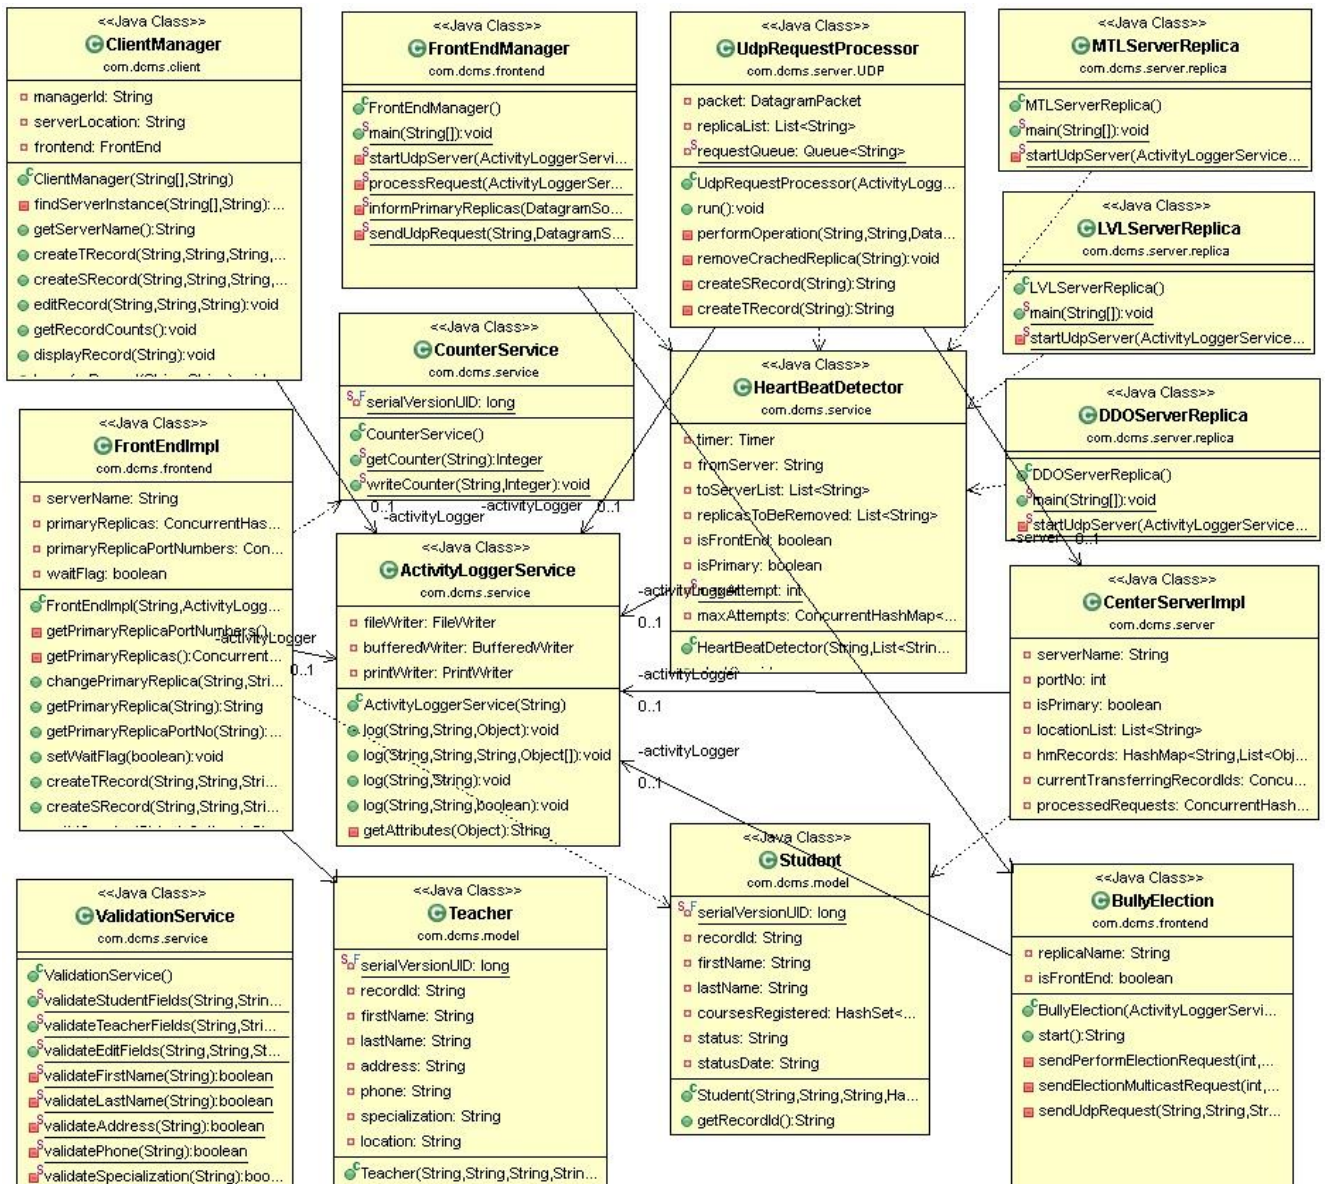 <<Java Class>>
ClientManager
com.dcms.client
managerId: String
serverLocation: String
frontend: FrontEnd
ClientManager(String[],String)
findServerInstance(String[],String):...
getServerName():String
createTRecord(String,String,String,...
createSRecord(String,String,String,...
editRecord(String,String,String):void
getRecordCounts():void
displayRecord(String):void
<<Java Class>>
FrontEndManager
com.dcms.frontend
FrontEndManager()
main(String[]):void
startUdpServer(ActivityLoggerServi...
processRequest(ActivityLoggerSer...
informPrimaryReplicas(DatagramSo...
sendUdpRequest(String,DatagramS...
<<Java Class>>
UdpRequestProcessor
com.dcms.server.UDP
packet: DatagramPacket
replicaList: List<String>
requestQueue: Queue<String>
UdpRequestProcessor(ActivityLogg...
run():void
performOperation(String,String,Data...
removeCrachedReplica(String):void
createSRecord(String):String
createTRecord(String):String
<<Java Class>>
MTLServerReplica
com.dcms.server.replica
MTLServerReplica()
main(String[]):void
startUdpServer(ActivityLoggerService...
<<Java Class>>
LVLServerReplica
com.dcms.server.replica
LVLServerReplica()
main(String[]):void
startUdpServer(ActivityLoggerService...
<<Java Class>>
CounterService
com.dcms.service
serialVersionUID: long
CounterService()
getCounter(String):Integer
writeCounter(String,Integer):void
0..1
-activityLogger
0..1
-activityLogger
<<Java Class>>
HeartBeatDetector
com.dcms.service
timer: Timer
fromServer: String
toServerList: List<String>
replicasToBeRemoved: List<String>
isFrontEnd: boolean
isPrimary: boolean
maxAttempt: int
maxAttempts: ConcurrentHashMap<...
HeartBeatDetector(String,List<Strin...
<<Java Class>>
DDOServerReplica
com.dcms.server.replica
DDOServerReplica()
main(String[]):void
startUdpServer(ActivityLoggerService...
-server
0..1
<<Java Class>>
FrontEndImpl
com.dcms.frontend
serverName: String
primaryReplicas: ConcurrentHas...
primaryReplicaPortNumbers: Con...
waitFlag: boolean
FrontEndImpl(String,ActivityLogg...
getPrimaryReplicaPortNumbers()
getPrimaryReplicas():Concurrent...
changePrimaryReplica(String,Stri...
getPrimaryReplica(String):String
getPrimaryReplicaPortNo(String):...
setWaitFlag(boolean):void
createTRecord(String,String,Stri...
createSRecord(String,String,Stri...
-activityLogger
0..1
<<Java Class>>
ActivityLoggerService
com.dcms.service
fileWriter: FileWriter
bufferedWriter: BufferedWriter
printWriter: PrintWriter
ActivityLoggerService(String)
log(String,String,Object):void
log(String,String,String,Object[]):void
log(String,String):void
log(String,String,boolean):void
getAttributes(Object):String
-activityLogger
0..1
-activityLogger
0..1
-activityLogger
0..1
<<Java Class>>
CenterServerImpl
com.dcms.server
serverName: String
portNo: int
isPrimary: boolean
locationList: List<String>
hmRecords: HashMap<String,List<Obj...
currentTransferringRecordIds: Concu...
processedRequests: ConcurrentHash...
<<Java Class>>
ValidationService
com.dcms.service
ValidationService()
validateStudentFields(String,Strin...
validateTeacherFields(String,Stri...
validateEditFields(String,String,St...
validateFirstName(String):boolean
validateLastName(String):boolean
validateAddress(String):boolean
validatePhone(String):boolean
validateSpecialization(String):boo...
<<Java Class>>
Teacher
com.dcms.model
serialVersionUID: long
recordId: String
firstName: String
lastName: String
address: String
phone: String
specialization: String
location: String
Teacher(String,String,String,Strin...
<<Java Class>>
Student
com.dcms.model
serialVersionUID: long
recordId: String
firstName: String
lastName: String
coursesRegistered: HashSet<...
status: String
statusDate: String
Student(String,String,String,Ha...
getRecordId():String
<<Java Class>>
BullyElection
com.dcms.frontend
replicaName: String
isFrontEnd: boolean
BullyElection(ActivityLoggerServi...
start():String
sendPerformElectionRequest(int,...
sendElectionMulticastRequest(int,...
sendUdpRequest(String,String,Str...